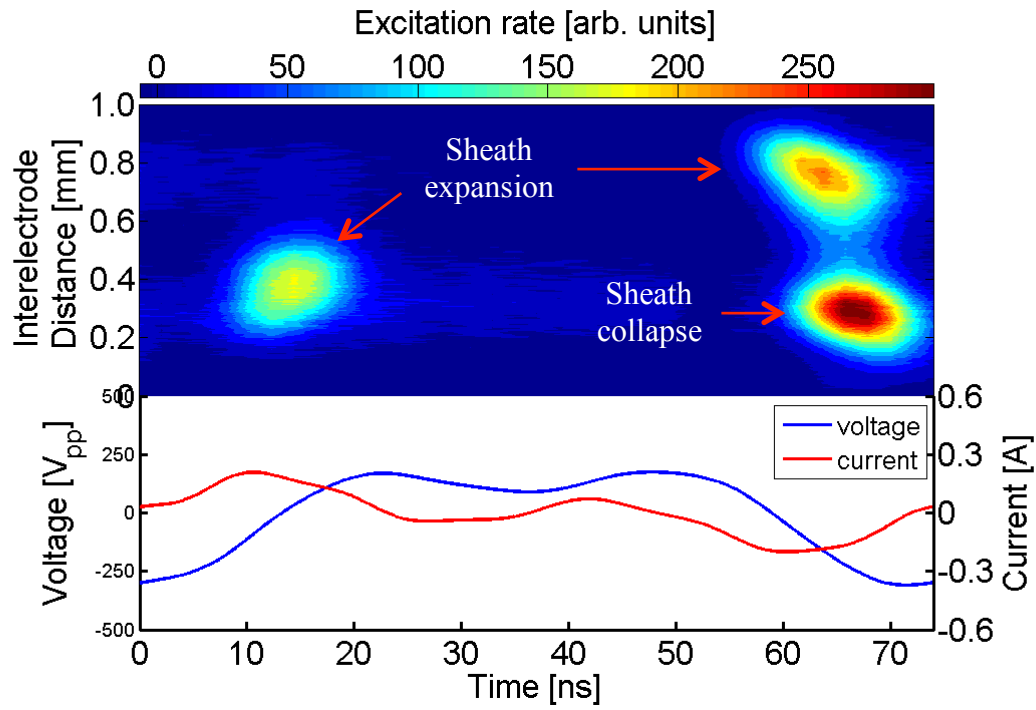 Excitation rate [arb. units]
0 50 100 150 200 250
Interelectrode
Distance [mm]
1.0
0.8
0.6
0.4
0.2
0
Sheath
expansion
Sheath
collapse
Voltage [Vpp]
500
250
0
-250
-500
voltage
current
0.6
0.3
0
-0.3
-0.6
Current [A]
0 10 20 30 40 50 60 70
Time [ns]